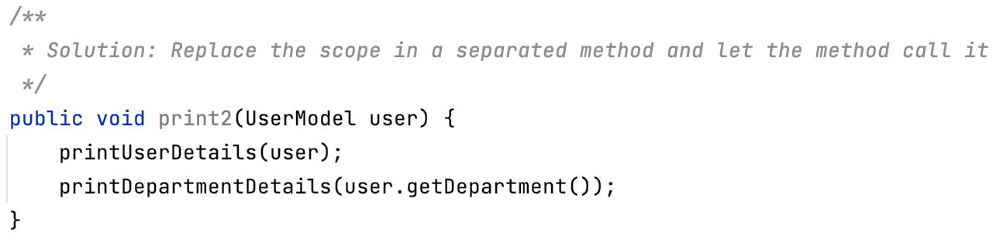 /**
 * Solution: Replace the scope in a separated method and let the method call it
 */
public void print2(UserModel user) {
    printUserDetails(user);
    printDepartmentDetails(user.getDepartment());
}